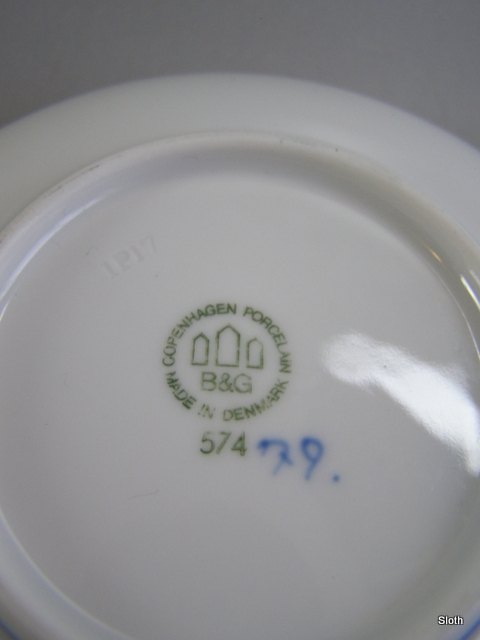 COPENHAGEN PORCELAIN
B&G
MADE IN DENMARK
574 79.
Sloth